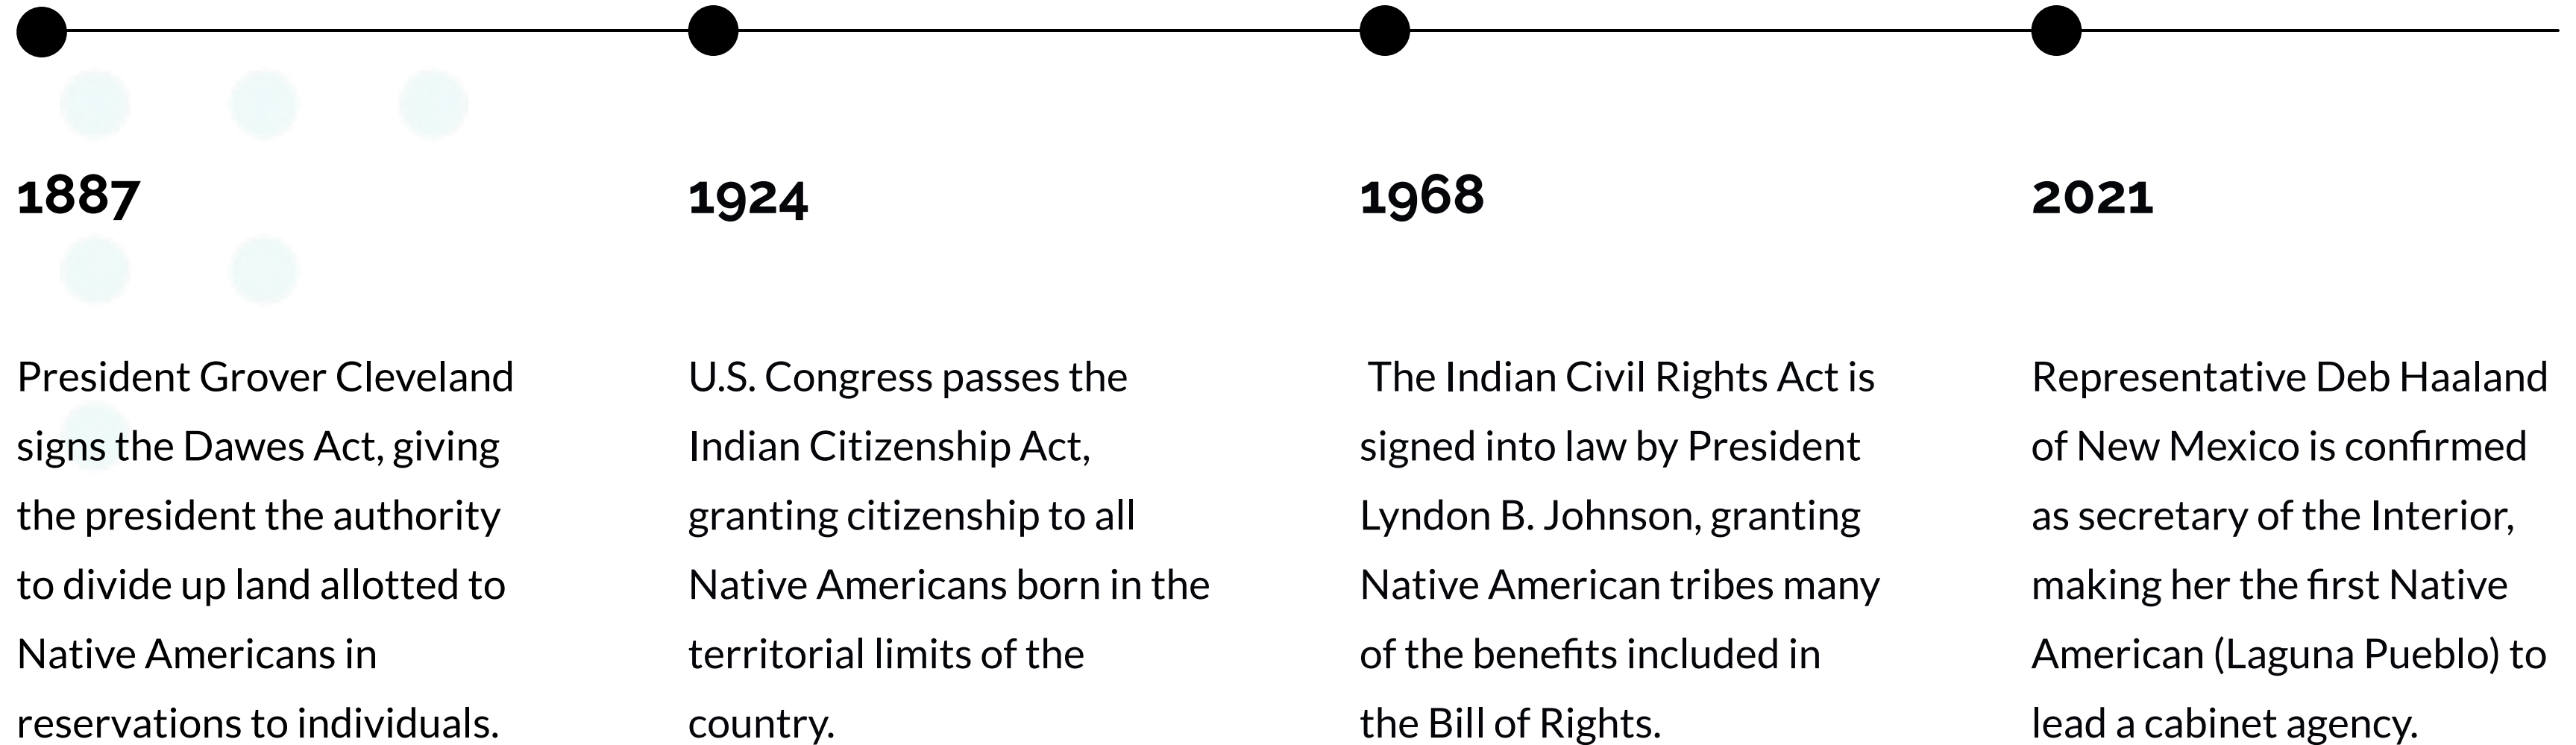 1887
President Grover Cleveland
signs the Dawes Act, giving
the president the authority
to divide up land allotted to
Native Americans in
reservations to individuals.
1924
U.S. Congress passes the
Indian Citizenship Act,
granting citizenship to all
Native Americans born in the
territorial limits of the
country.
1968
The Indian Civil Rights Act is
signed into law by President
Lyndon B. Johnson, granting
Native American tribes many
of the benefits included in
the Bill of Rights.
2021
Representative Deb Haaland
of New Mexico is confirmed
as secretary of the Interior,
making her the first Native
American (Laguna Pueblo) to
lead a cabinet agency.